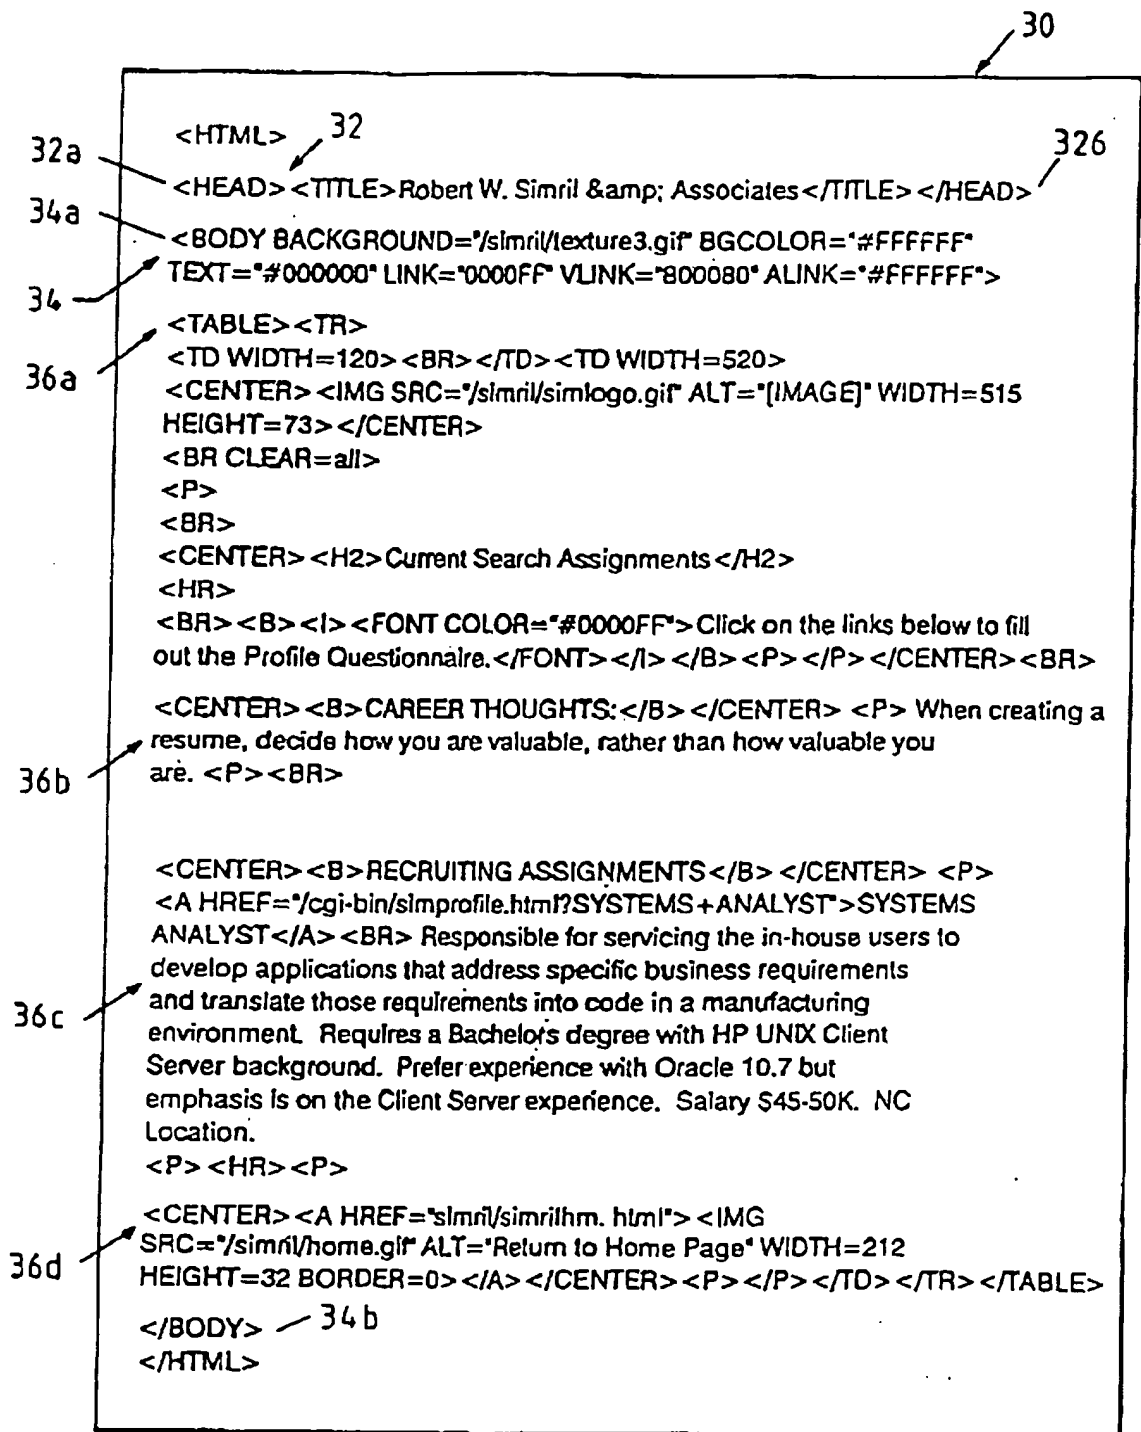 30
<HTML>
32
32a
326
<HEAD> <TITLE>Robert W. Simril &amp; Associates</TITLE> </HEAD>
34a
<BODY BACKGROUND="/simril/texture3.gif" BGCOLOR="#FFFFFF"
TEXT="#000000" LINK="0000FF" VLINK="800080" ALINK="#FFFFFF">
34
<TABLE><TR>
36a
<TD WIDTH=120><BR></TD><TD WIDTH=520>
<CENTER><IMG SRC="/simril/simlogo.gif" ALT="[IMAGE]" WIDTH=515
HEIGHT=73></CENTER>
<BR CLEAR=all>
<P>
<BR>
<CENTER><H2>Current Search Assignments</H2>
<HR>
<BR><B><I><FONT COLOR="#0000FF">Click on the links below to fill
out the Profile Questionnaire.</FONT></I></B><P></P></CENTER><BR>
<CENTER><B>CAREER THOUGHTS:</B></CENTER> <P> When creating a
resume, decide how you are valuable, rather than how valuable you
36b
are. <P><BR>
<CENTER><B>RECRUITING ASSIGNMENTS</B></CENTER> <P>
<A HREF="/cgi-bin/simprofile.html?SYSTEMS+ANALYST">SYSTEMS
ANALYST</A><BR> Responsible for servicing the in-house users to
develop applications that address specific business requirements
36c
and translate those requirements into code in a manufacturing
environment. Requires a Bachelor's degree with HP UNIX Client
Server background. Prefer experience with Oracle 10.7 but
emphasis is on the Client Server experience. Salary $45-50K. NC
Location.
<P><HR><P>
<CENTER><A HREF="simril/simrilhm. html"><IMG
36d
SRC="/simril/home.gif" ALT="Return to Home Page" WIDTH=212
HEIGHT=32 BORDER=0></A></CENTER><P></P></TD></TR></TABLE>
</BODY>
34b
</HTML>